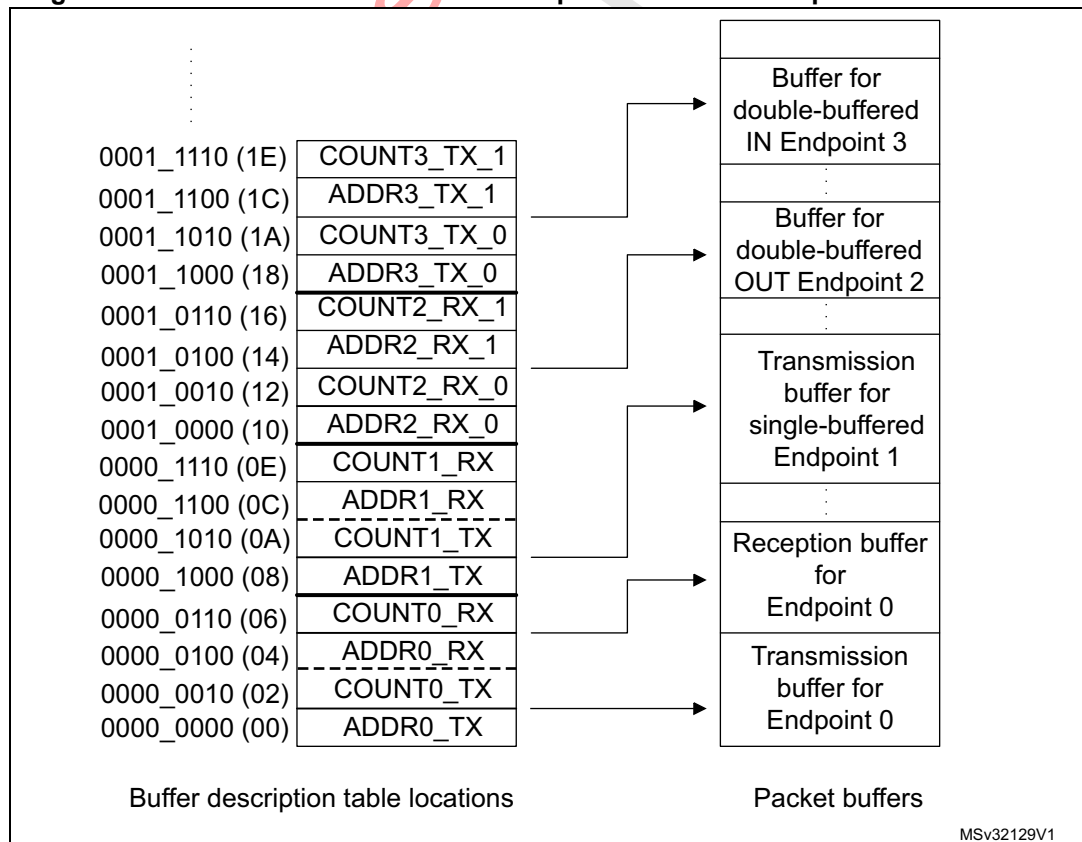 0001_1110 (1E) COUNT3_TX_1
0001_1100 (1C) ADDR3_TX_1
0001_1010 (1A) COUNT3_TX_0
0001_1000 (18) ADDR3_TX_0
0001_0110 (16) COUNT2_RX_1
0001_0100 (14) ADDR2_RX_1
0001_0010 (12) COUNT2_RX_0
0001_0000 (10) ADDR2_RX_0
0000_1110 (0E) COUNT1_RX
0000_1100 (0C) ADDR1_RX
0000_1010 (0A) COUNT1_TX
0000_1000 (08) ADDR1_TX
0000_0110 (06) COUNT0_RX
0000_0100 (04) ADDR0_RX
0000_0010 (02) COUNT0_TX
0000_0000 (00) ADDR0_TX
Buffer description table locations
Buffer for
double-buffered
IN Endpoint 3
Buffer for
double-buffered
OUT Endpoint 2
Transmission
buffer for
single-buffered
Endpoint 1
Reception buffer
for
Endpoint 0
Transmission
buffer for
Endpoint 0
Packet buffers
MSv32129V1